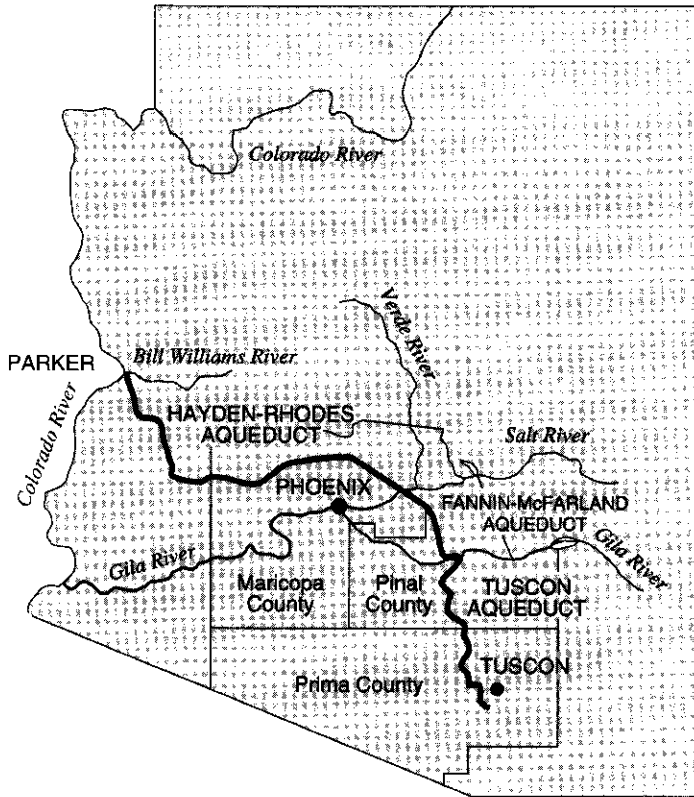 Colorado River
Verde River
PARKER
Bill Williams River
Colorado River
HAYDEN-RHODES
AQUEDUCT
Salt River
PHOENIX
FANNIN-McFARLAND
AQUEDUCT
Gila River
Gila River
Maricopa
County
Pinal
County
TUSCON
AQUEDUCT
TUSCON
Prima County